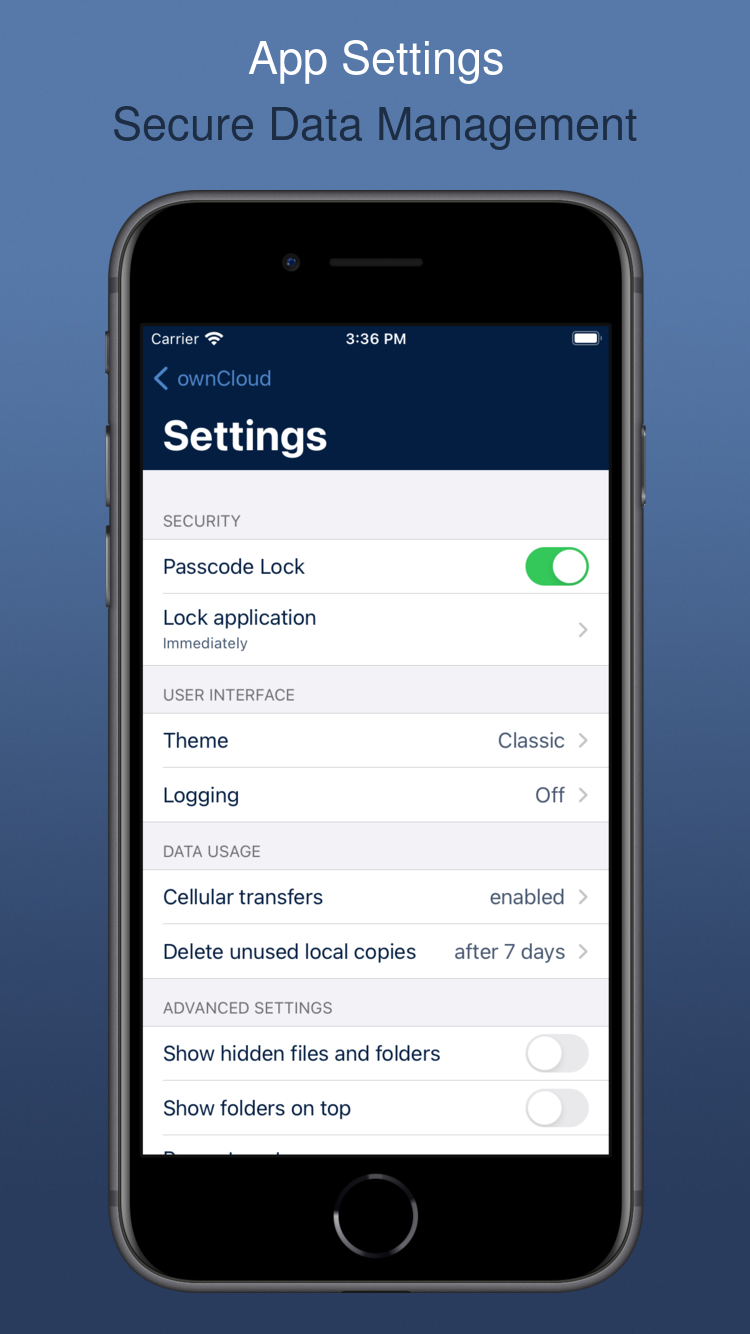 App Settings
Secure Data Management
Carrier 3:36 PM
ownCloud
Settings
SECURITY
Passcode Lock
Lock application
Immediately
USER INTERFACE
Theme Classic
Logging Off
DATA USAGE
Cellular transfers enabled
Delete unused local copies after 7 days
ADVANCED SETTINGS
Show hidden files and folders
Show folders on top